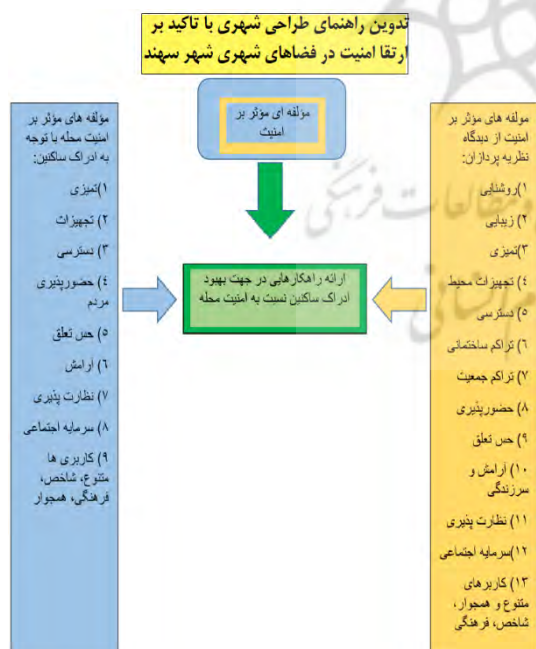 تدوین راهنمای طراحی شهری با تاکید بر
ارتقا امنیت در فضاهای شهری شهر سهند
مؤلفه ای مؤثر بر
امنیت
مولفه های مؤثر بر
امنیت از دیدگاه
نظریه پردازان:
۱)روشنایی
۲) زیبایی
۳)تمیزی
۴) تجهیزات محیط
۵) دسترسی
۶) تراکم ساختمانی
۷) تراکم جمعیت
۸) حضورپذیری
۹) حس تعلق
۱۰) آرامش و
سرزندگی
۱۱) نظارت پذیری
۱۲)سرمایه اجتماعی
۱۳) کاربرهای
متنوع و همجوار،
شاخص، فرهنگی
ارائه راهکارهایی در جهت بهبود
ادراک ساکنین نسبت به امنیت محله
مؤلفه های مؤثر بر
امنیت محله با توجه
به ادراک ساکنین:
۱)تمیزی
۲) تجهیزات
۳) دسترسی
۴) حضورپذیری
مردم
۵) حس تعلق
۶) آرامش
۷) نظارت پذیری
۸) سرمایه اجتماعی
۹) کاربری ها
متنوع، شاخص،
فرهنگی، همجوار
و مطالعات فرهنگی
م انسانی